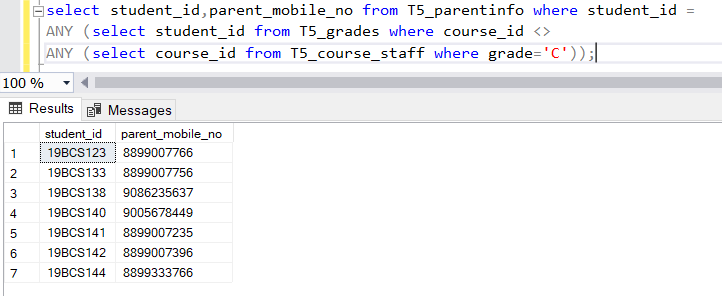 select student_id,parent_mobile_no from T5_parentinfo where student_id =
ANY (select student_id from T5_grades where course_id <>
ANY (select course_id from T5_course_staff where grade='C'));
100 %
Results Messages
student_id parent_mobile_no
1 19BCS123 8899007766
2 19BCS133 8899007756
3 19BCS138 9086235637
4 19BCS140 9005678449
5 19BCS141 8899007235
6 19BCS142 8899007396
7 19BCS144 8899333766